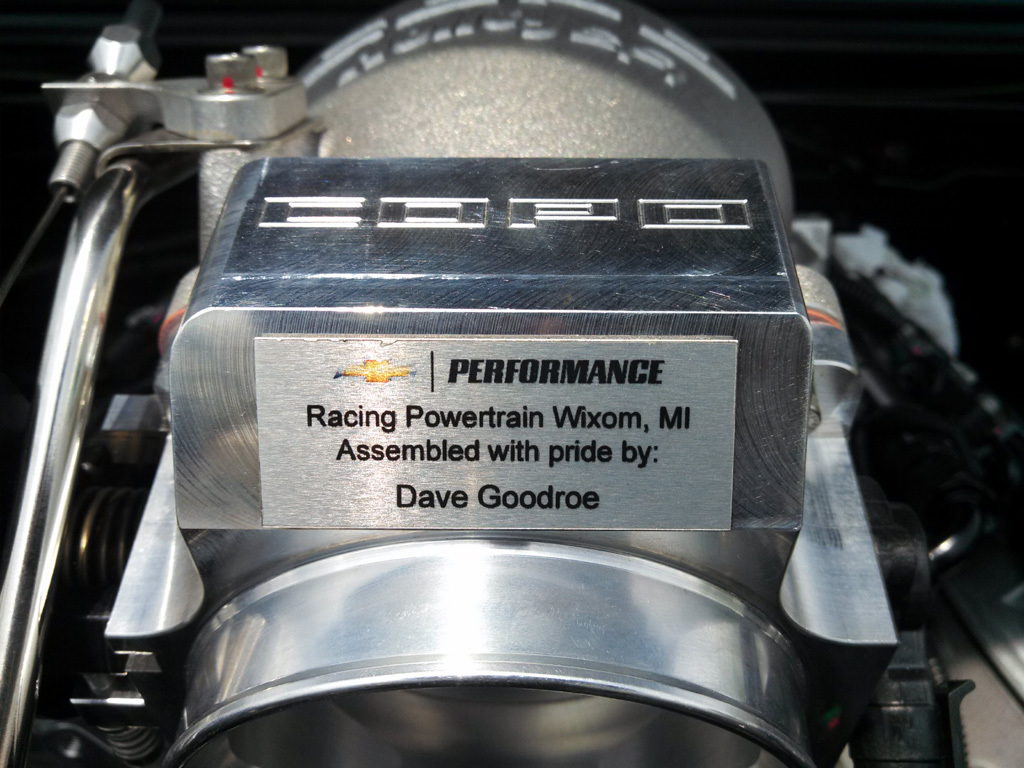 COPO
PERFORMANCE
Racing Powertrain Wixom, MI
Assembled with pride by:
Dave Goodroe